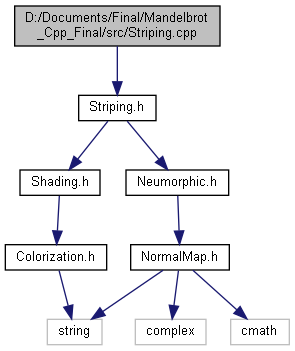 D:/Documents/Final/Mandelbrot
_Cpp_Final/src/Striping.cpp
Striping.h
Shading.h
Neumorphic.h
Colorization.h
NormalMap.h
string
complex
cmath